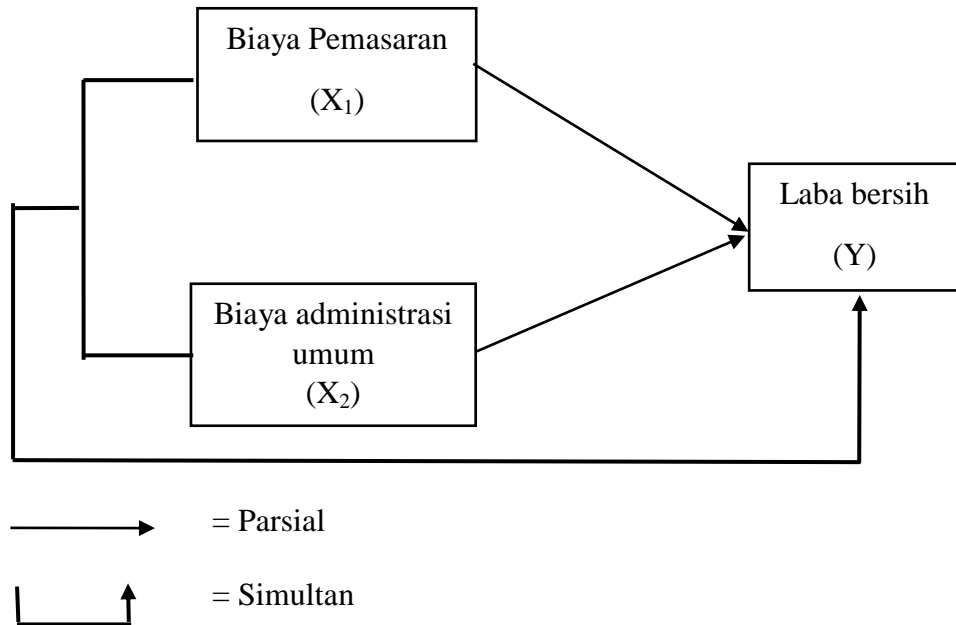 Biaya Pemasaran
(X₁)
Laba bersih
(Y)
Biaya administrasi
umum
(X₂)
= Parsial
= Simultan